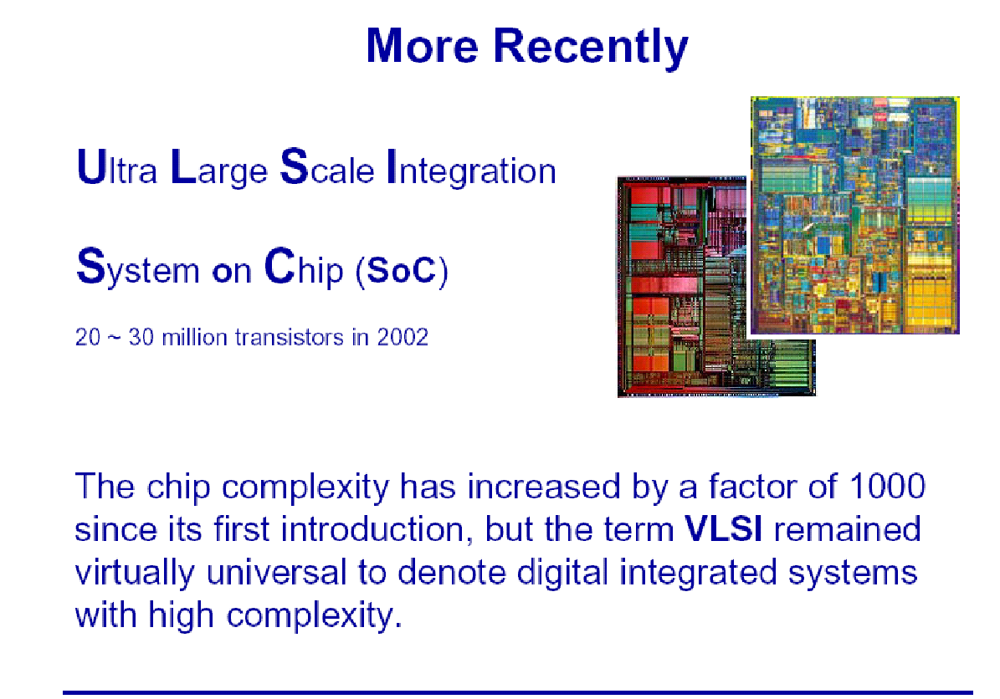 More Recently
Ultra Large Scale Integration
System on Chip (SoC)
20 ~ 30 million transistors in 2002
The chip complexity has increased by a factor of 1000
since its first introduction, but the term VLSI remained
virtually universal to denote digital integrated systems
with high complexity.